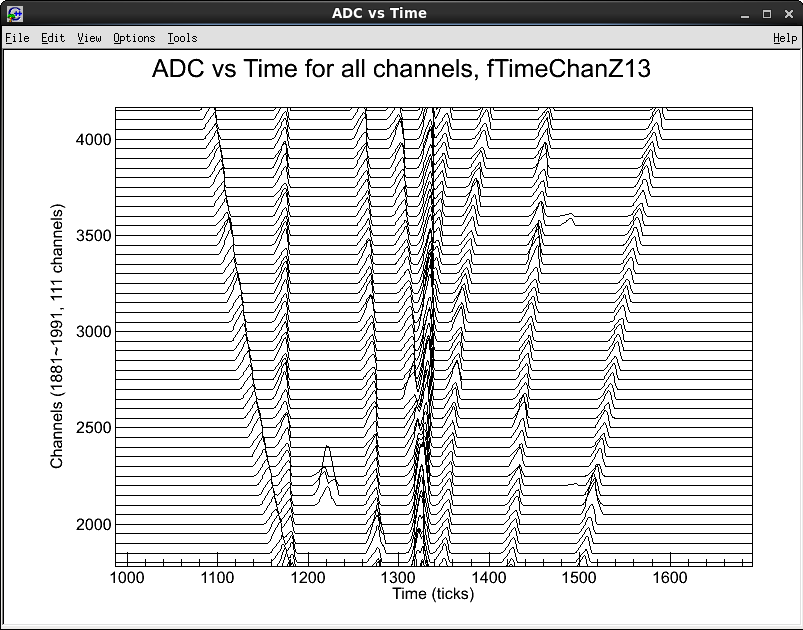 ADC vs Time
File Edit View Options Tools Help
ADC vs Time for all channels, fTimeChanZ13
Channels (1881~1991, 111 channels)
4000
3500
3000
2500
2000
1000 1100 1200 1300 1400 1500 1600
Time (ticks)